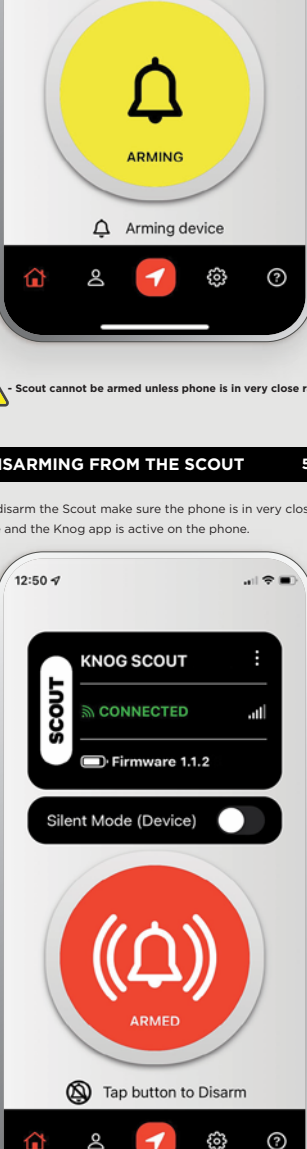 ARMING
Arming device
- Scout cannot be armed unless phone is in very close
ISARMING FROM THE SCOUT 5
disarm the Scout make sure the phone is in very clos
and the Knog app is active on the phone.
12:50
KNOG SCOUT
SCOUT
CONNECTED
Firmware 1.1.2
Silent Mode (Device)
ARMED
Tap button to Disarm